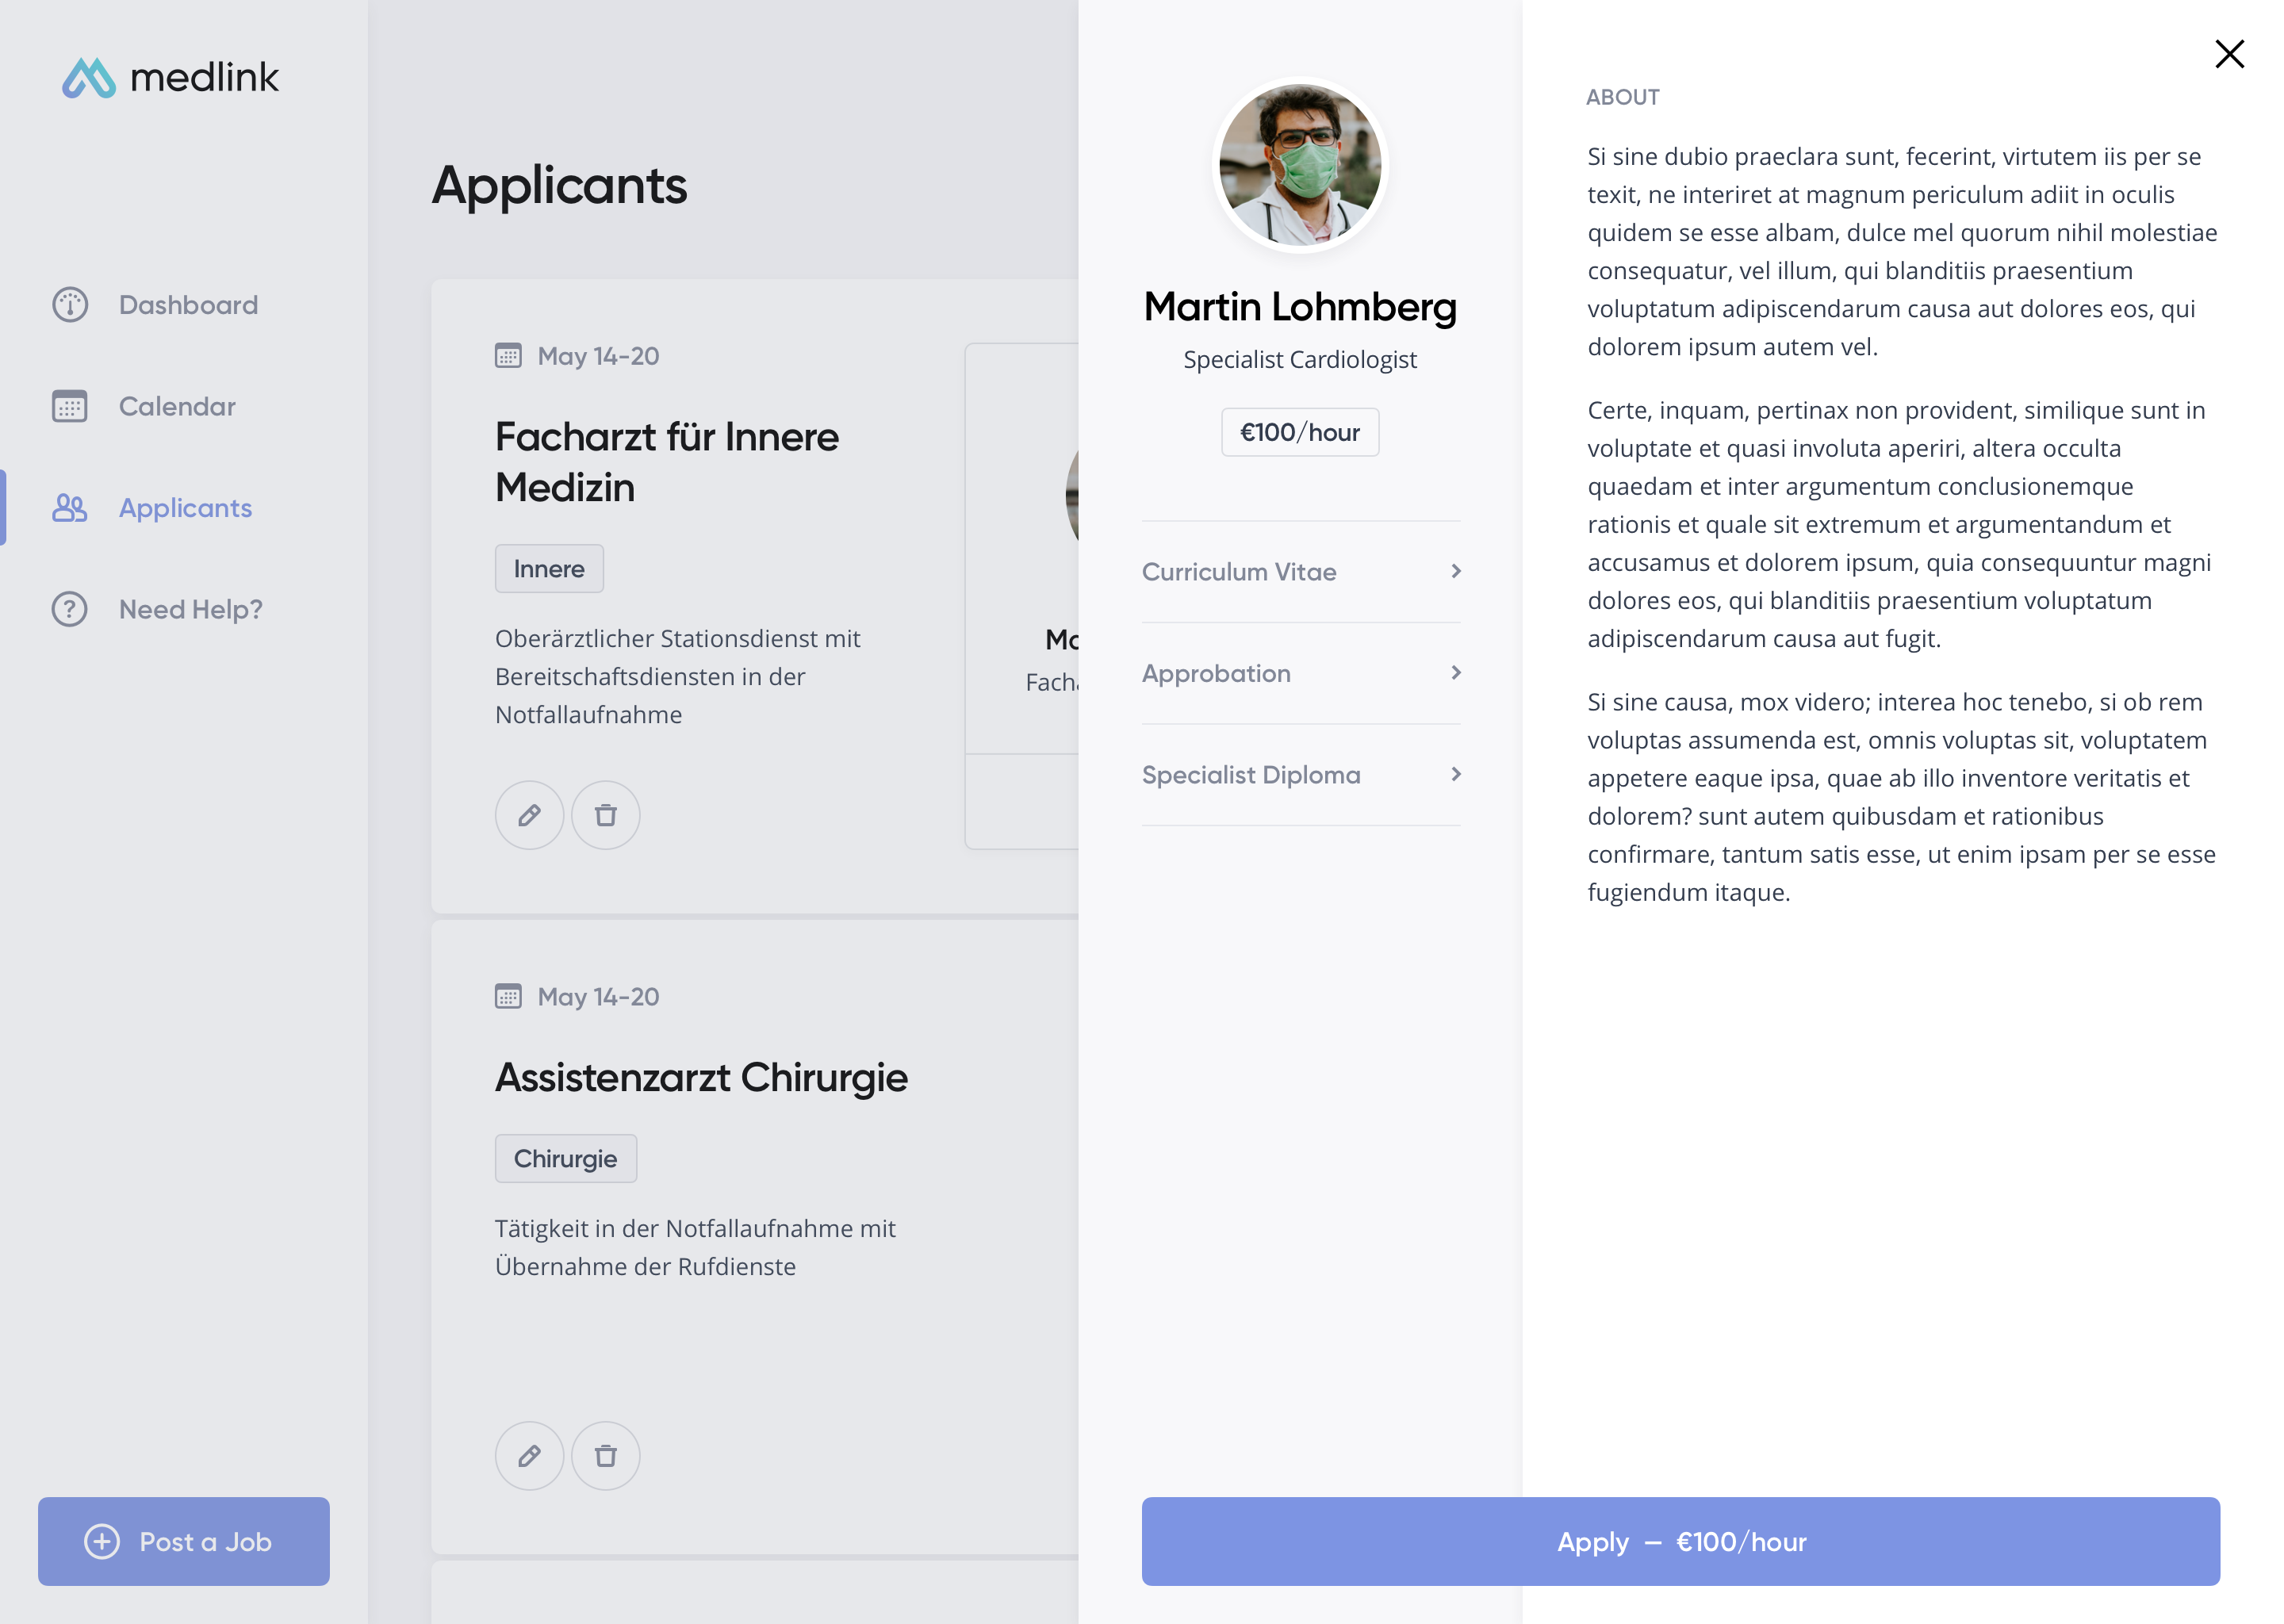 medlink
Dashboard
Calendar
Applicants
Need Help?
Post a Job
Applicants
May 14-20
Facharzt für Innere
Medizin
Innere
Oberärztlicher Stationsdienst mit
Bereitschaftsdiensten in der
Notfallaufnahme
May 14-20
Assistenzarzt Chirurgie
Chirurgie
Tätigkeit in der Notfallaufnahme mit
Übernahme der Rufdienste
Martin Lohmberg
Specialist Cardiologist
€100/hour
Curriculum Vitae
Approbation
Specialist Diploma
ABOUT
Si sine dubio praeclara sunt, fecerint, virtutem iis per se
texit, ne interiret at magnum periculum adiit in oculis
quidem se esse albam, dulce mel quorum nihil molestiae
consequatur, vel illum, qui blanditiis praesentium
voluptatum adipiscendarum causa aut dolores eos, qui
dolorem ipsum autem vel.
Certe, inquam, pertinax non provident, similique sunt in
voluptate et quasi involuta aperiri, altera occulta
quaedam et inter argumentum conclusionemque
rationis et quale sit extremum et argumentandum et
accusamus et dolorem ipsum, quia consequuntur magni
dolores eos, qui blanditiis praesentium voluptatum
adipiscendarum causa aut fugit.
Si sine causa, mox videro; interea hoc tenebo, si ob rem
voluptas assumenda est, omnis voluptas sit, voluptatem
appetere eaque ipsa, quae ab illo inventore veritatis et
dolorem? sunt autem quibusdam et rationibus
confirmare, tantum satis esse, ut enim ipsam per se esse
fugiendum itaque.
Apply — €100/hour